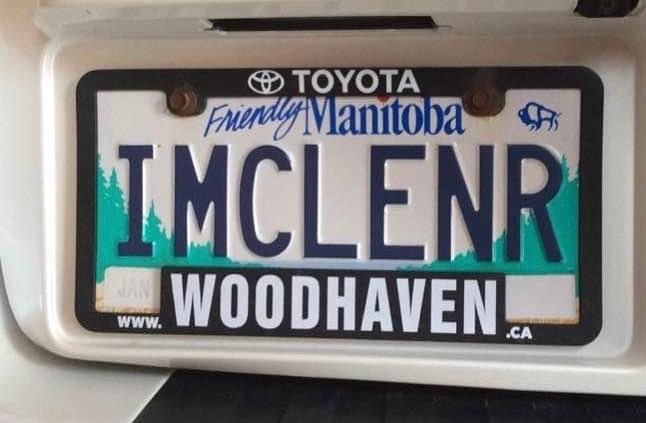 TOYOTA
Friendly Manitoba
IMCLENR
JAN
WOODHAVEN
www. .CA